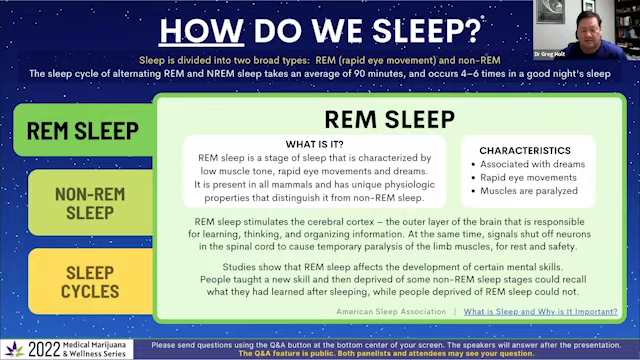 HOW DO WE SLEEP?
Sleep is divided into two broad types: REM (rapid eye movement) and non-REM
The sleep cycle of alternating REM and NREM sleep takes an average of 90 minutes, and occurs 4–6 times in a good night's sleep
Dr Greg Holt
REM SLEEP
NON-REM
SLEEP
SLEEP
CYCLES
REM SLEEP
WHAT IS IT?
REM sleep is a stage of sleep that is characterized by
low muscle tone, rapid eye movements and dreams.
It is present in all mammals and has unique physiologic
properties that distinguish it from non-REM sleep.
CHARACTERISTICS
• Associated with dreams
• Rapid eye movements
• Muscles are paralyzed
REM sleep stimulates the cerebral cortex – the outer layer of the brain that is responsible
for learning, thinking, and organizing information. At the same time, signals shut off neurons
in the spinal cord to cause temporary paralysis of the limb muscles, for rest and safety.
Studies show that REM sleep affects the development of certain mental skills.
People taught a new skill and then deprived of some non-REM sleep stages could recall
what they had learned after sleeping, while people deprived of REM sleep could not.
American Sleep Association | What is Sleep and Why is It Important?
2022 Medical Marijuana
& Wellness Series
Please send questions using the Q&A button at the bottom center of your screen. The speakers will answer after the presentation.
The Q&A feature is public. Both panelists and attendees may see your question.